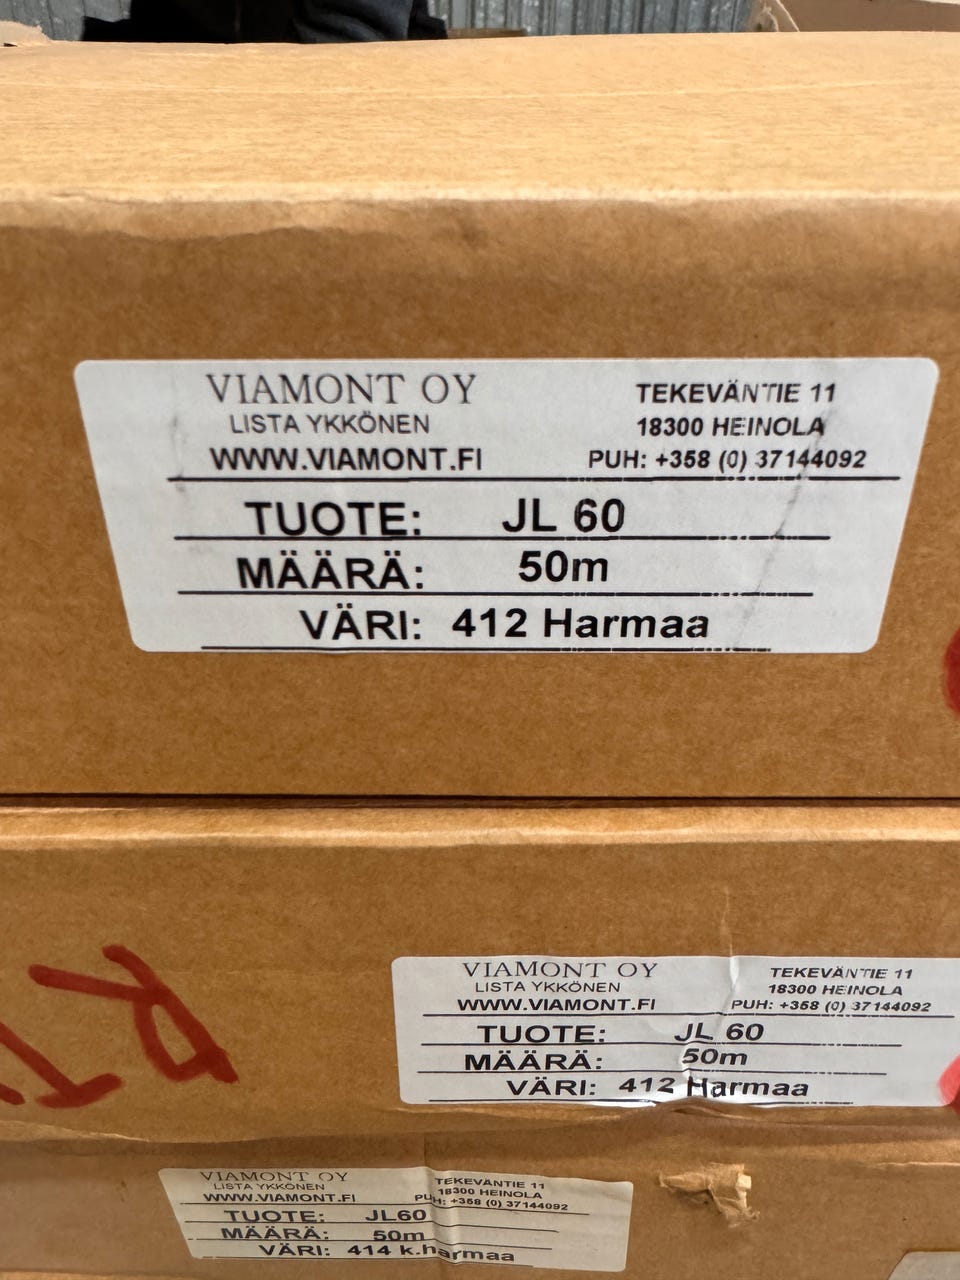 VIAMONT OY
LISTA YKKÖNEN
WWW.VIAMONT.FI
TEKEVÄNTIE 11
18300 HEINOLA
PUH: +358 (0) 37144092
TUOTE: JL 60
MÄÄRÄ: 50m
VÄRI: 412 Harmaa
VIAMONT OY
LISTA YKKÖNEN
WWW.VIAMONT.FI
TEKEVÄNTIE 11
18300 HEINOLA
PUH: +358 (0) 37144092
TUOTE: JL 60
MÄÄRÄ: 50m
VÄRI: 412 Harmaa
VIAMONT OY
LISTA YKKÖNEN
WWW.VIAMONT.FI
TEKEVÄNTIE 11
18300 HEINOLA
PUH: +358 (0) 37144092
TUOTE: JL60
MÄÄRÄ: 50m
VÄRI: 414 k.harmaa